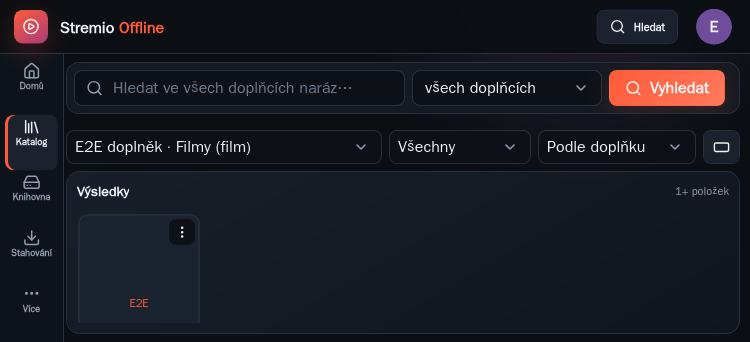 Stremio Offline
Hledat
E
Domů
Katalog
Knihovna
Stahování
Více
Hledat ve všech doplňcích naráz···
všech doplňcích
Vyhledat
E2E doplněk · Filmy (film)
Všechny
Podle doplňku
Výsledky
1+ položek
E2E